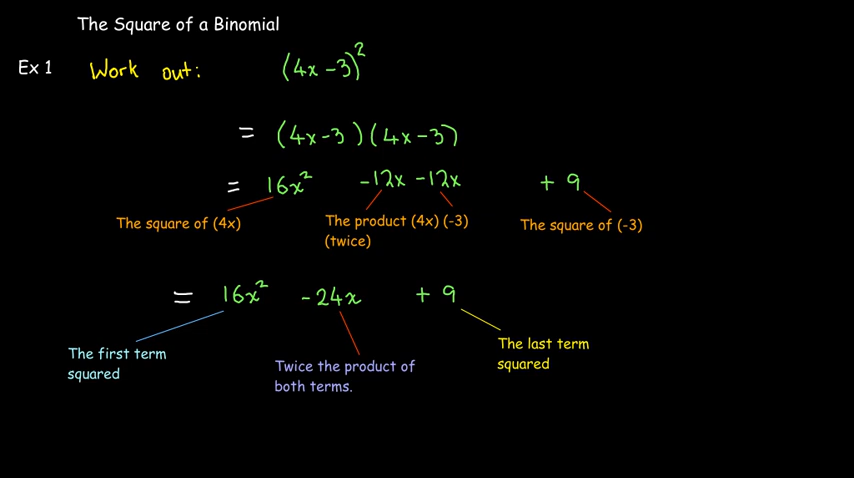 The Square of a Binomial
Ex 1 Work out: (4x - 3)²
= (4x - 3)(4x - 3)
= 16x² -12x -12x + 9
The square of (4x)
The product (4x) (-3)
(twice)
The square of (-3)
= 16x² - 24x + 9
The first term
squared
Twice the product of
both terms.
The last term
squared